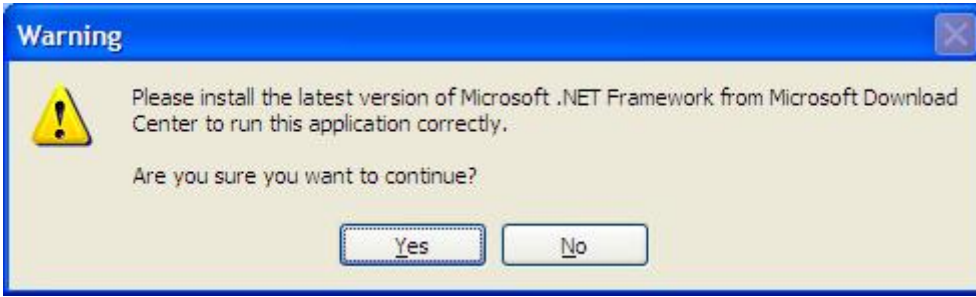 Warning
Please install the latest version of Microsoft .NET Framework from Microsoft Download
Center to run this application correctly.
Are you sure you want to continue?
Yes
No